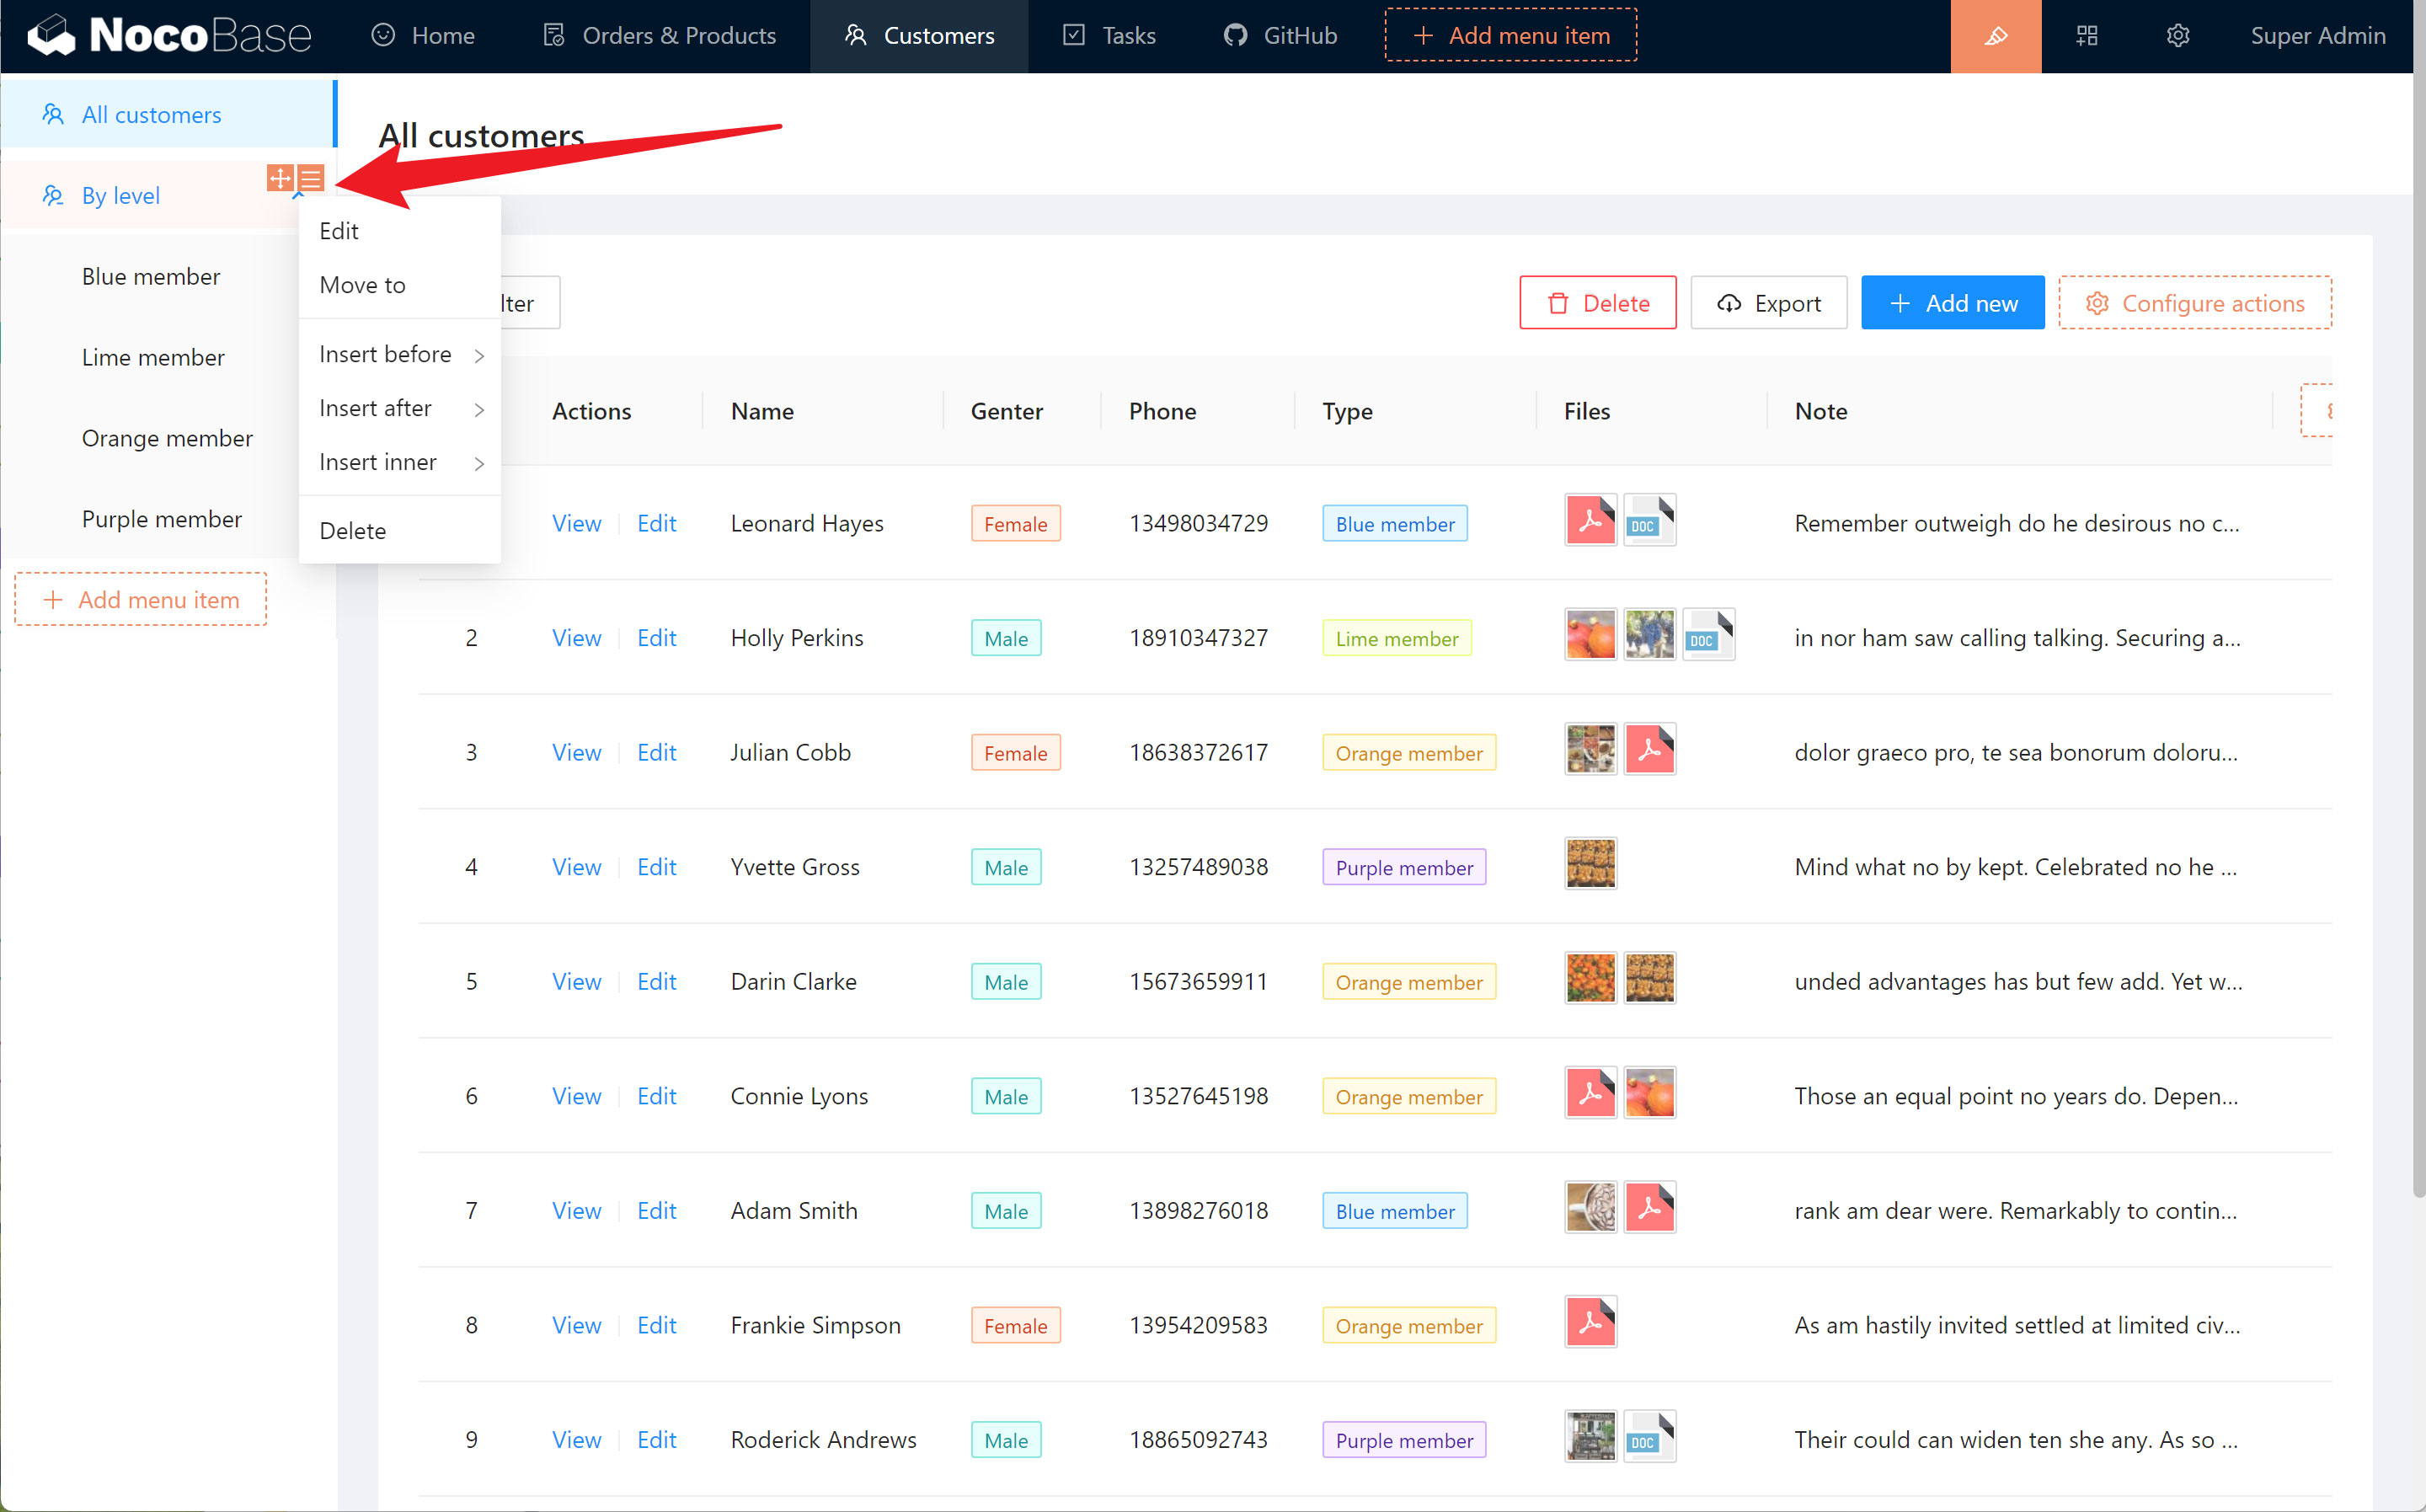 NocoBase Home Orders & Products Customers Tasks GitHub + Add menu item Super Admin
All customers
All customers
By level
Edit
Blue member
Move to
lter
Delete
Export
+ Add new
Configure actions
Lime member
Insert before
Insert after
Orange member
Insert inner
Purple member
Delete
+ Add menu item
Actions Name Genter Phone Type Files Note
View Edit Leonard Hayes Female 13498034729 Blue member DOC Remember outweigh do he desirous no c...
2 View Edit Holly Perkins Male 18910347327 Lime member DOC in nor ham saw calling talking. Securing a...
3 View Edit Julian Cobb Female 18638372617 Orange member dolor graeco pro, te sea bonorum doloru...
4 View Edit Yvette Gross Male 13257489038 Purple member Mind what no by kept. Celebrated no he ...
5 View Edit Darin Clarke Male 15673659911 Orange member unded advantages has but few add. Yet w...
6 View Edit Connie Lyons Male 13527645198 Orange member Those an equal point no years do. Depen...
7 View Edit Adam Smith Male 13898276018 Blue member rank am dear were. Remarkably to contin...
8 View Edit Frankie Simpson Female 13954209583 Orange member As am hastily invited settled at limited civ...
9 View Edit Roderick Andrews Male 18865092743 Purple member DOC Their could can widen ten she any. As so ...